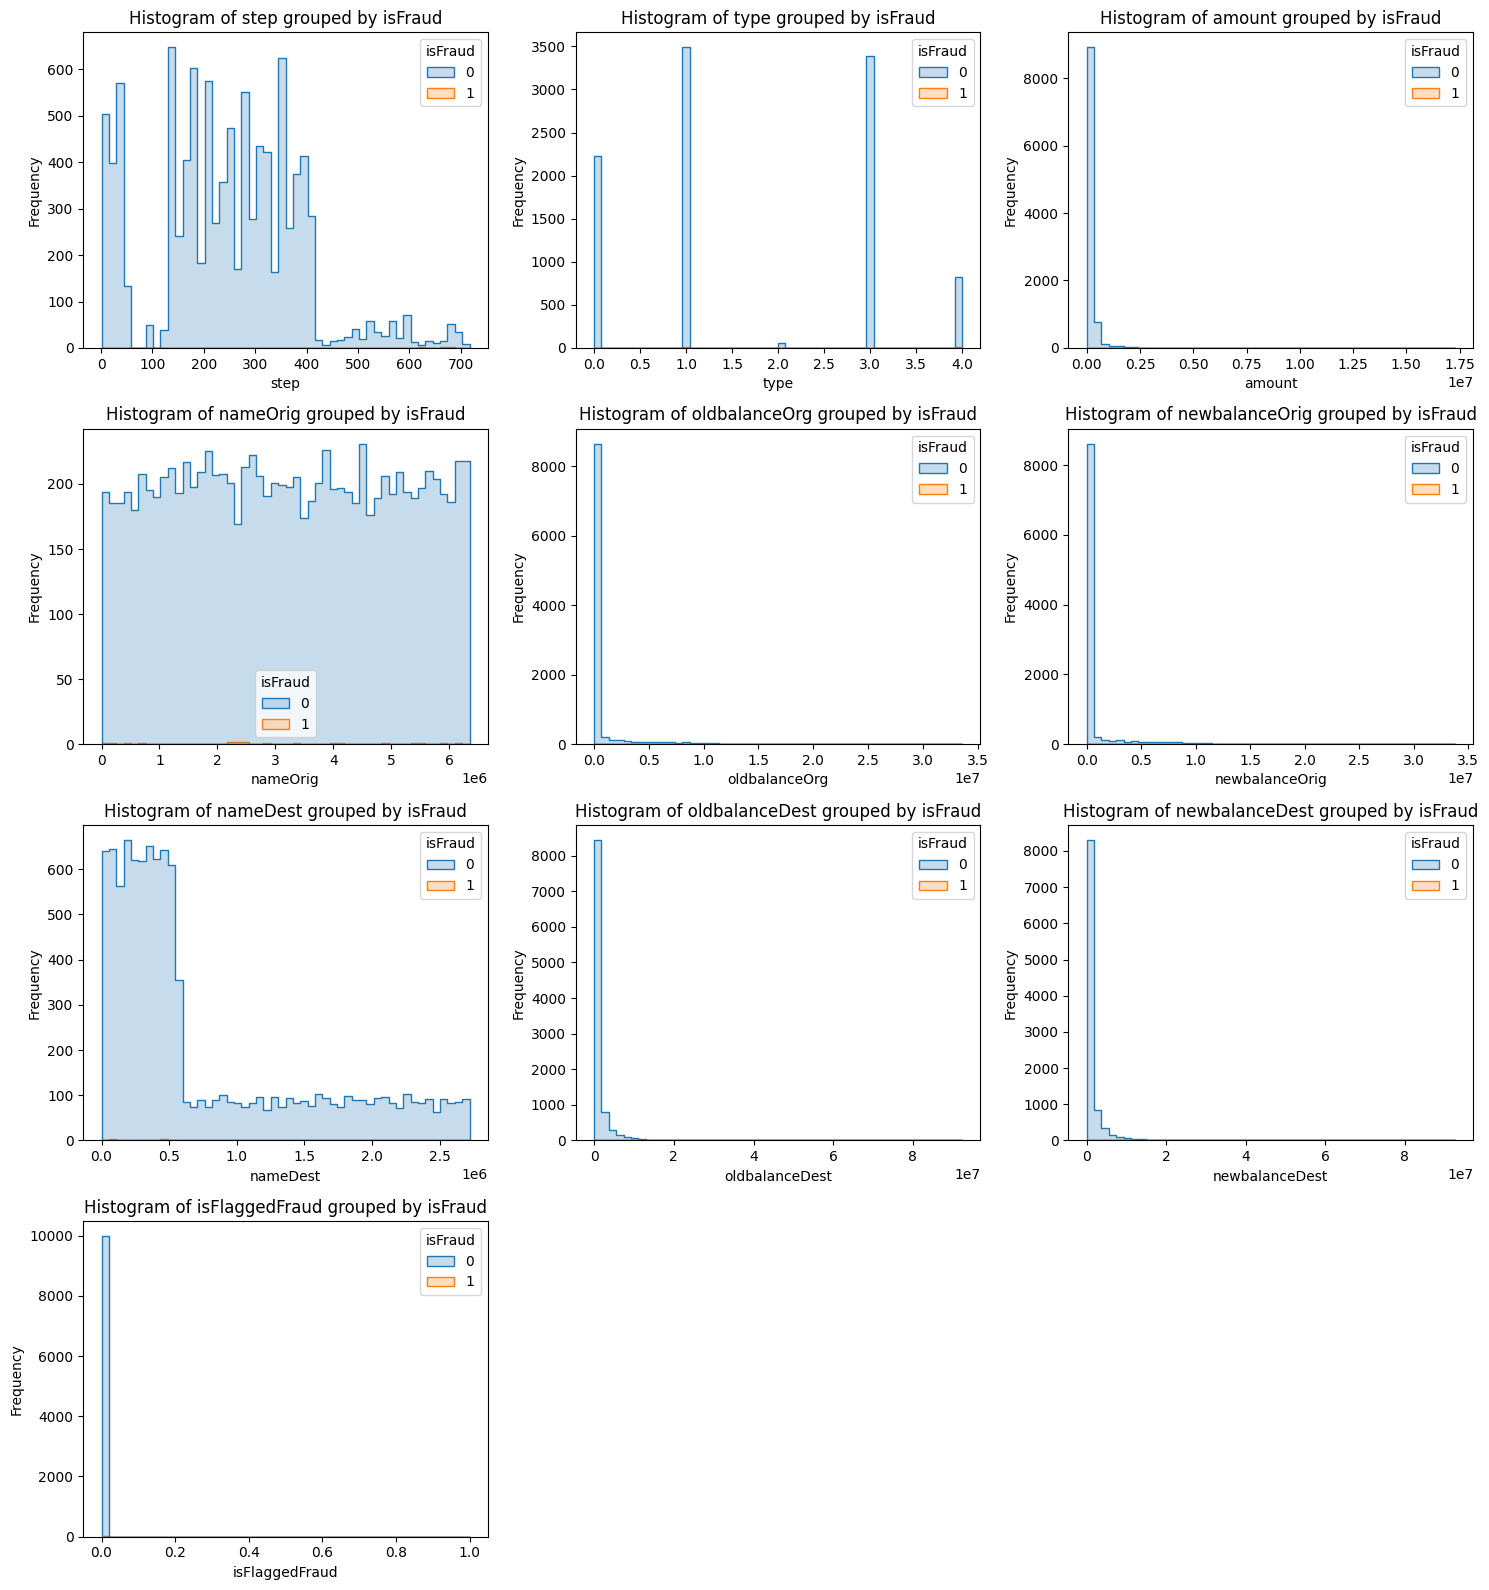 Histogram of step grouped by isFraud
Histogram of type grouped by isFraud
Histogram of amount grouped by isFraud
isFraud
0
1
isFraud
0
1
isFraud
0
1
Frequency
600
500
400
300
200
100
0
0 100 200 300 400 500 600 700
step
Frequency
3500
3000
2500
2000
1500
1000
500
0
0.0 0.5 1.0 1.5 2.0 2.5 3.0 3.5 4.0
type
Frequency
8000
6000
4000
2000
0
0.00 0.25 0.50 0.75 1.00 1.25 1.50 1.75
1e7
amount
Histogram of nameOrig grouped by isFraud
Histogram of oldbalanceOrg grouped by isFraud
Histogram of newbalanceOrig grouped by isFraud
Frequency
200
150
100
50
0
isFraud
0
1
0 1 2 3 4 5 6
1e6
nameOrig
isFraud
0
1
Frequency
8000
6000
4000
2000
0
0.0 0.5 1.0 1.5 2.0 2.5 3.0 3.5
1e7
oldbalanceOrg
isFraud
0
1
Frequency
8000
6000
4000
2000
0
0.0 0.5 1.0 1.5 2.0 2.5 3.0 3.5
1e7
newbalanceOrig
Histogram of nameDest grouped by isFraud
Histogram of oldbalanceDest grouped by isFraud
Histogram of newbalanceDest grouped by isFraud
isFraud
0
1
Frequency
600
500
400
300
200
100
0
0.0 0.5 1.0 1.5 2.0 2.5
1e6
nameDest
isFraud
0
1
Frequency
8000
7000
6000
5000
4000
3000
2000
1000
0
0 2 4 6 8
1e7
oldbalanceDest
isFraud
0
1
Frequency
8000
7000
6000
5000
4000
3000
2000
1000
0
0 2 4 6 8
1e7
newbalanceDest
Histogram of isFlaggedFraud grouped by isFraud
isFraud
0
1
Frequency
10000
8000
6000
4000
2000
0
0.0 0.2 0.4 0.6 0.8 1.0
isFlaggedFraud